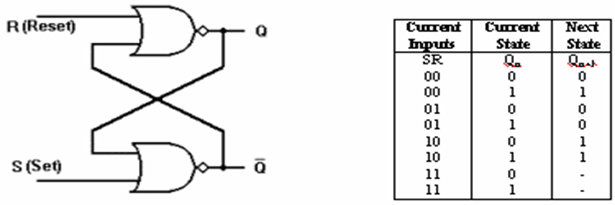 R (Reset)
Q
S (Set)
Q̅
Current Inputs Current State Next State
SR Qn Qn+1
00 0 0
00 1 1
01 0 0
01 1 0
10 0 1
10 1 1
11 0 -
11 1 -